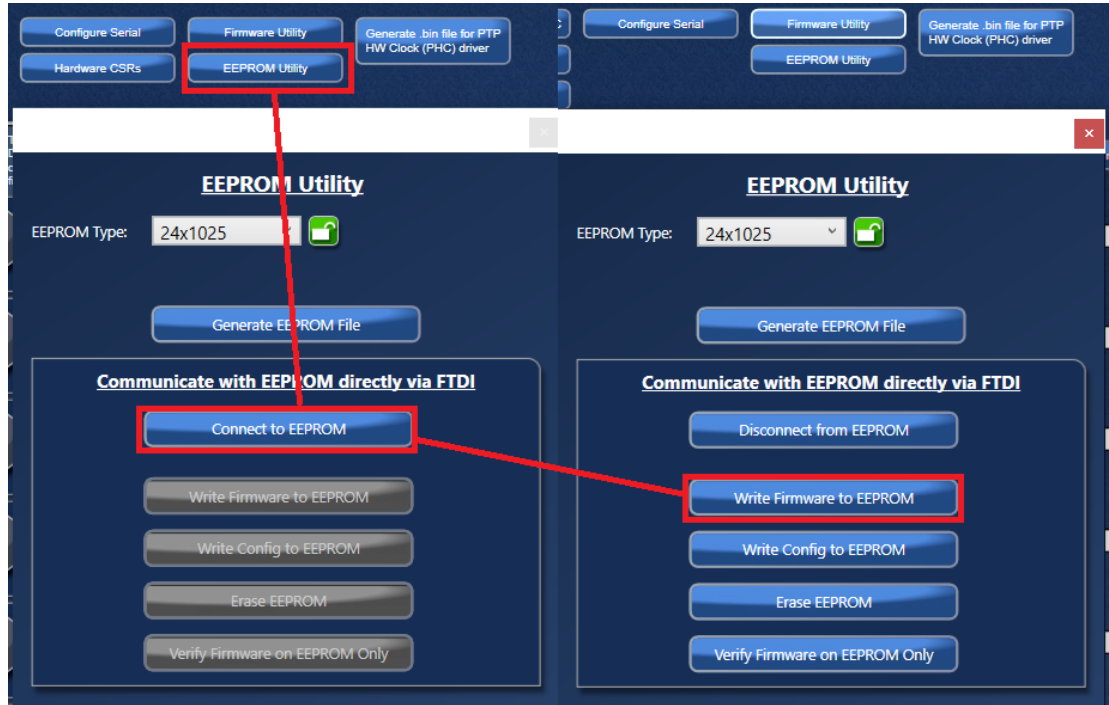 Configure Serial
Firmware Utility
Generate .bin file for PTP
HW Clock (PHC) driver
Hardware CSRs
EEPROM Utility
EEPROM Utility
EEPROM Type:
24x1025
Generate EEPROM File
Communicate with EEPROM directly via FTDI
Connect to EEPROM
Write Firmware to EEPROM
Write Config to EEPROM
Erase EEPROM
Verify Firmware on EEPROM Only
Configure Serial
Firmware Utility
Generate .bin file for PTP
HW Clock (PHC) driver
EEPROM Utility
EEPROM Utility
EEPROM Type:
24x1025
Generate EEPROM File
Communicate with EEPROM directly via FTDI
Disconnect from EEPROM
Write Firmware to EEPROM
Write Config to EEPROM
Erase EEPROM
Verify Firmware on EEPROM Only